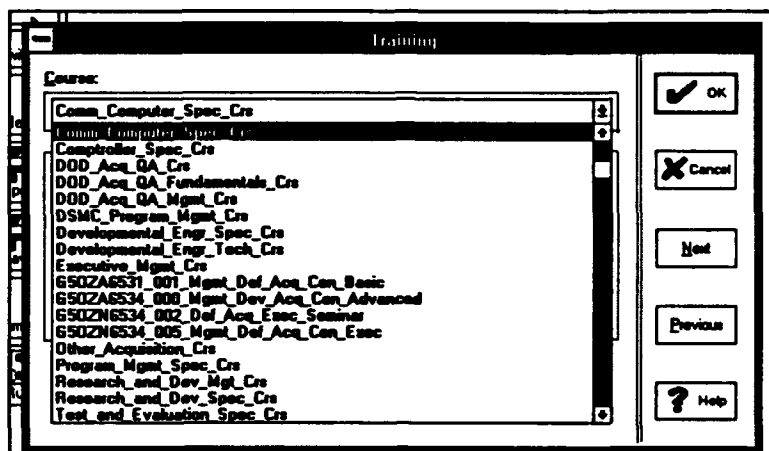 Training
Course:
Comm_Computer_Spec_Crs
Comm_Computer_Spec_Crs
Comptroller_Spec_Crs
DOD_Acq_QA_Crs
DOD_Acq_QA_Fundamentals_Crs
DOD_Acq_QA_Mgmt_Crs
DSMC_Program_Mgmt_Crs
Developmental_Engr_Spec_Crs
Developmental_Engr_Tech_Crs
Executive_Mgmt_Crs
G50ZA6531_001_Mgmt_Def_Acq_Con_Basic
G50ZA6534_000_Mgmt_Dev_Acq_Con_Advanced
G50ZN6534_002_Def_Acq_Exec_Seminar
G50ZN6534_005_Mgmt_Def_Acq_Con_Exec
Other_Acquisition_Crs
Program_Mgmt_Spec_Crs
Research_and_Dev_Mgt_Crs
Research_and_Dev_Spec_Crs
Test_and_Evaluation_Spec_Crs
OK
Cancel
Next
Previous
Help